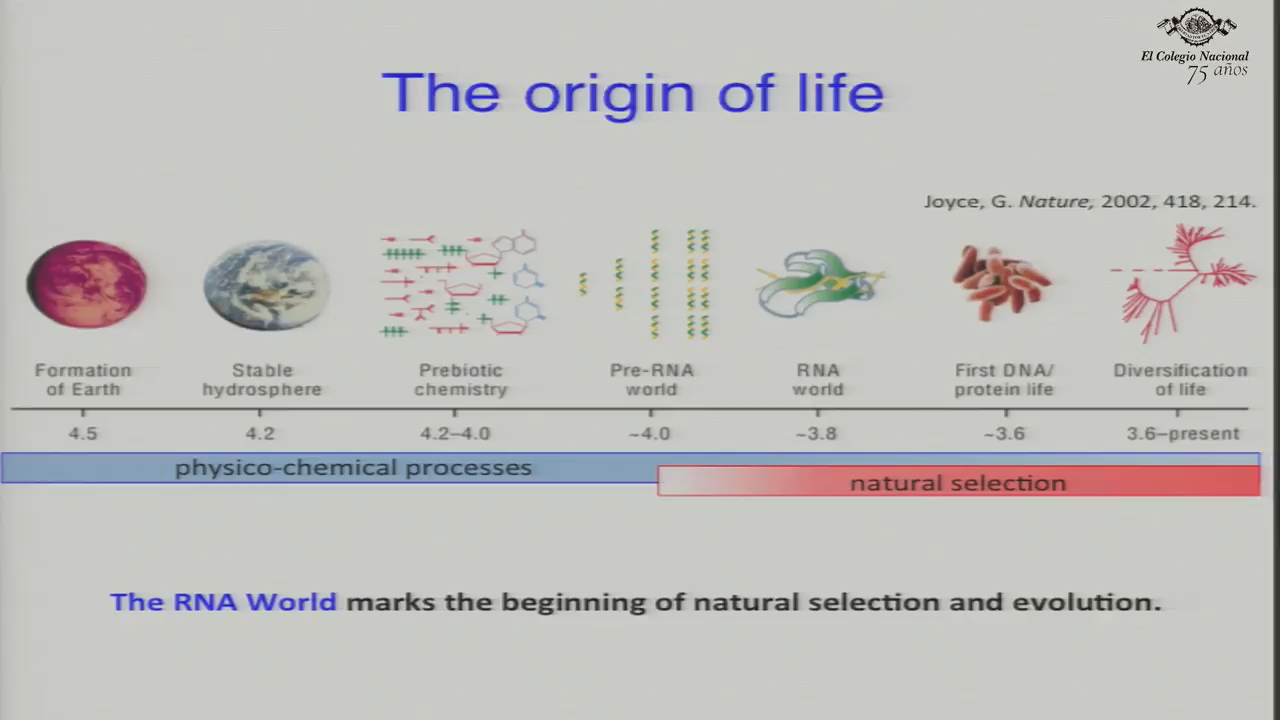 El Colegio Nacional
75 años
The origin of life
Joyce, G. Nature, 2002, 418, 214.
Formation
of Earth
Stable
hydrosphere
Prebiotic
chemistry
Pre-RNA
world
RNA
world
First DNA/
protein life
Diversification
of life
4.5
4.2
4.2–4.0
~4.0
~3.8
~3.6
3.6–present
physico-chemical processes
natural selection
The RNA World marks the beginning of natural selection and evolution.